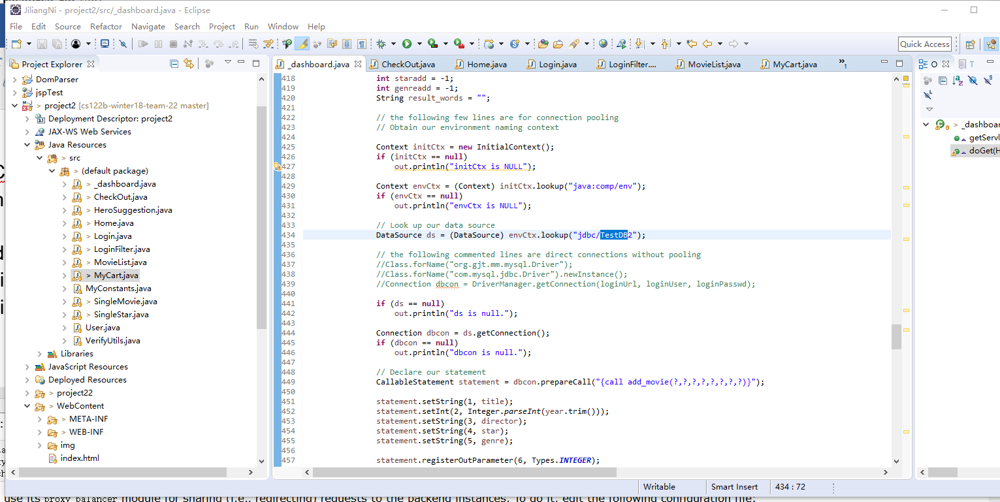 JiliangNi - project2/src/_dashboard.java - Eclipse
File Edit Source Refactor Navigate Search Project Run Window Help
Quick Access
Project Explorer
DomParser
jspTest
> project2 [cs122b-winter18-team-22 master]
Deployment Descriptor: project2
JAX-WS Web Services
Java Resources
> src
> (default package)
> _dashboard.java
> CheckOut.java
> HeroSuggestion.java
> Home.java
> Login.java
> LoginFilter.java
> MovieList.java
> MyCart.java
MyConstants.java
> SingleMovie.java
> SingleStar.java
User.java
VerifyUtils.java
Libraries
JavaScript Resources
Deployed Resources
> project22
> WebContent
> META-INF
> WEB-INF
img
index.html
_dashboard.java CheckOut.java Home.java Login.java LoginFilter.... MovieList.java MyCart.java »1
418 int staradd = -1;
419 int genreadd = -1;
420 String result_words = "";
421
422 // the following few lines are for connection pooling
423 // Obtain our environment naming context
424
425 Context initCtx = new InitialContext();
426 if (initCtx == null)
427 out.println("initCtx is NULL");
428
429 Context envCtx = (Context) initCtx.lookup("java:comp/env");
430 if (envCtx == null)
431 out.println("envCtx is NULL");
432
433 // Look up our data source
434 DataSource ds = (DataSource) envCtx.lookup("jdbc/TestDB2");
435
436 // the following commented lines are direct connections without pooling
437 //Class.forName("org.gjt.mm.mysql.Driver");
438 //Class.forName("com.mysql.jdbc.Driver").newInstance();
439 //Connection dbcon = DriverManager.getConnection(loginUrl, loginUser, loginPasswd);
440
441 if (ds == null)
442 out.println("ds is null.");
443
444 Connection dbcon = ds.getConnection();
445 if (dbcon == null)
446 out.println("dbcon is null.");
447
448 // Declare our statement
449 CallableStatement statement = dbcon.prepareCall("{call add_movie(?,?,?,?,?,?,?,?)}");
450
451 statement.setString(1, title);
452 statement.setInt(2, Integer.parseInt(year.trim()));
453 statement.setString(3, director);
454 statement.setString(4, star);
455 statement.setString(5, genre);
456
457 statement.registerOutParameter(6, Types.INTEGER);
O T
> _dashboar
getServl
doGet(H
Writable Smart Insert 434 : 72
use its proxy_balancer module for sharing (i.e., redirecting) requests to the backend instances. To do it, edit the following configuration file: